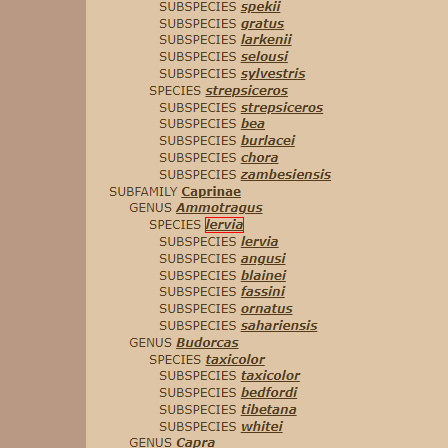 SUBSPECIES spekii
SUBSPECIES gratus
SUBSPECIES larkenii
SUBSPECIES selousi
SUBSPECIES sylvestris
SPECIES strepsiceros
SUBSPECIES strepsiceros
SUBSPECIES bea
SUBSPECIES burlacei
SUBSPECIES chora
SUBSPECIES zambesiensis
SUBFAMILY Caprinae
GENUS Ammotragus
SPECIES lervia
SUBSPECIES lervia
SUBSPECIES angusi
SUBSPECIES blainei
SUBSPECIES fassini
SUBSPECIES ornatus
SUBSPECIES sahariensis
GENUS Budorcas
SPECIES taxicolor
SUBSPECIES taxicolor
SUBSPECIES bedfordi
SUBSPECIES tibetana
SUBSPECIES whitei
GENUS Capra